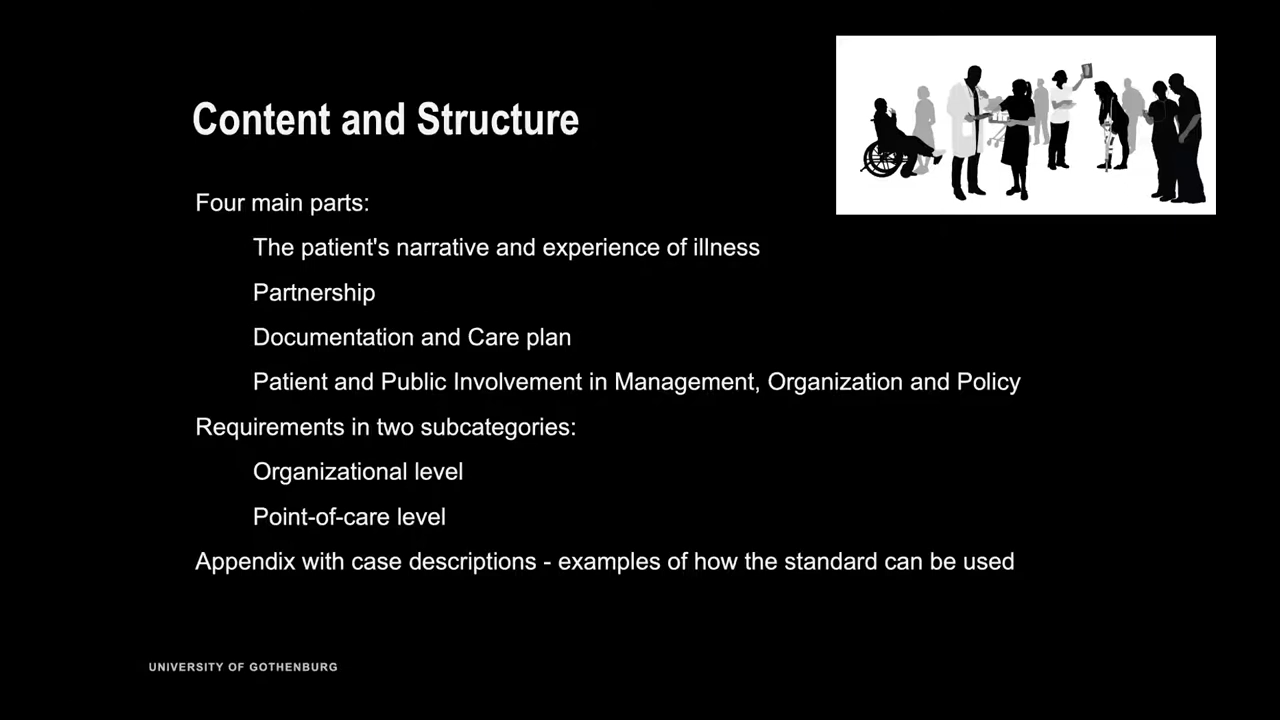 Content and Structure
Four main parts:
The patient's narrative and experience of illness
Partnership
Documentation and Care plan
Patient and Public Involvement in Management, Organization and Policy
Requirements in two subcategories:
Organizational level
Point-of-care level
Appendix with case descriptions - examples of how the standard can be used
UNIVERSITY OF GOTHENBURG